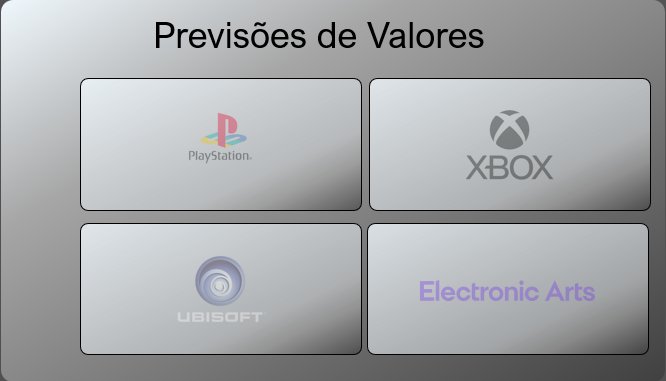 Previsões de Valores
PlayStation
XBOX
UBISOFT
Electronic Arts